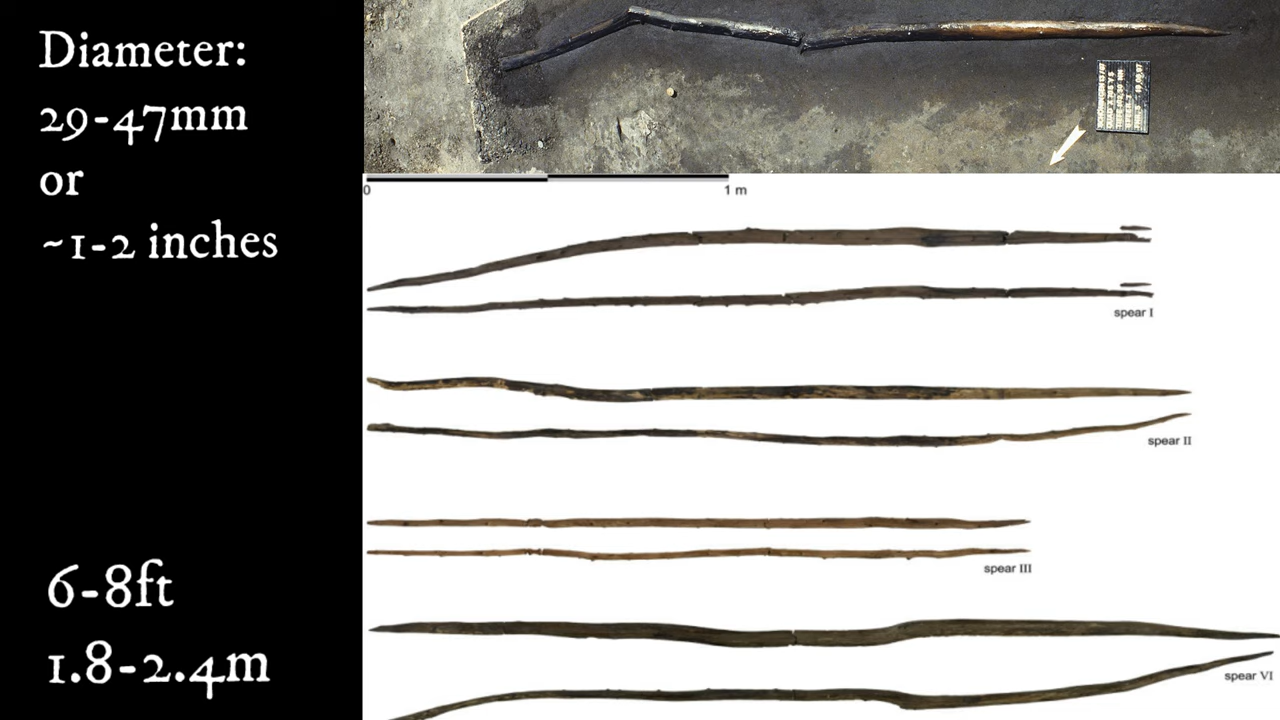 Diameter:
29-47mm
or
~1-2 inches
6-8ft
1.8-2.4m
0
1 m
spear I
spear II
spear III
spear VI